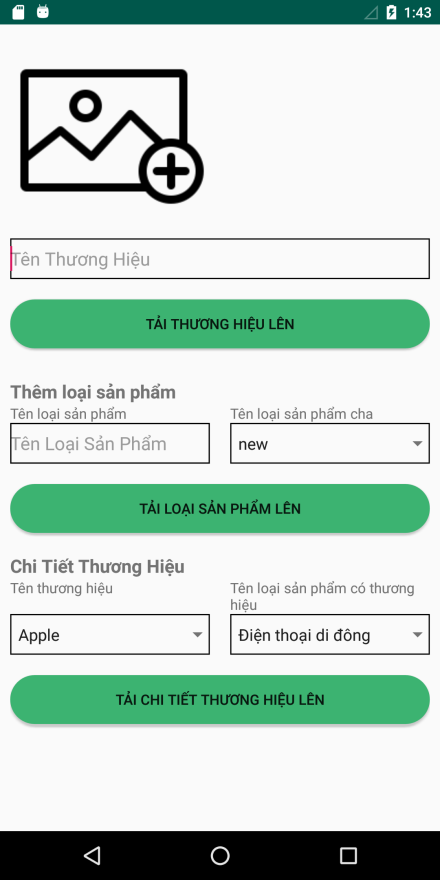 1:43
Tên Thương Hiệu
TẢI THƯƠNG HIỆU LÊN
Thêm loại sản phẩm
Tên loại sản phẩm
Tên loại sản phẩm cha
Tên Loại Sản Phẩm
new
TẢI LOẠI SẢN PHẨM LÊN
Chi Tiết Thương Hiệu
Tên thương hiệu
Tên loại sản phẩm có thương
hiệu
Apple
Điện thoại di đông
TẢI CHI TIẾT THƯƠNG HIỆU LÊN